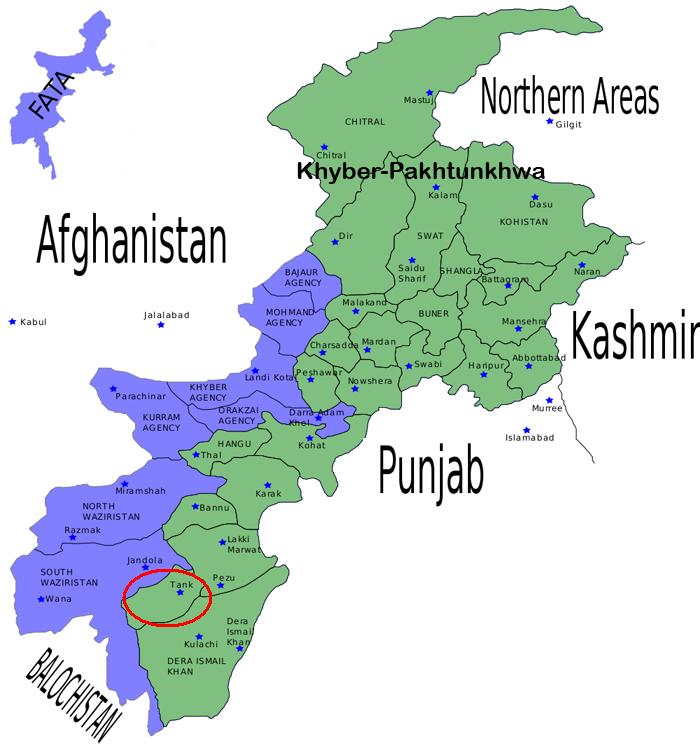 FATA
Northern Areas
Mastuj
CHITRAL
Gilgit
Chitral
Khyber-Pakhtunkhwa
Kalam
Dasu
KOHISTAN
Afghanistan
Dir
SWAT
Saidu
Sharif
SHANGLA
Naran
BAJAUR
AGENCY
Battagram
Malakand
MOHMAND
AGENCY
BUNER
Mansehra
Kashmir
Kabul
Jalalabad
Charsadda
Mardan
Swabi
Haripur
Abbottabad
Landi Kotal
Peshawar
Nowshera
Parachinar
KHYBER
AGENCY
Murree
KURRAM
AGENCY
ORAKZAI
AGENCY
Darra Adam
Khel
Islamabad
HANGU
Kohat
Thal
Punjab
Miramshah
Karak
NORTH
WAZIRISTAN
Bannu
Razmak
Lakki
Marwat
Jandola
SOUTH
WAZIRISTAN
Tank
Pezu
Wana
Dera
Ismail
Khan
Kulachi
DERA ISMAIL
KHAN
BALOCHISTAN